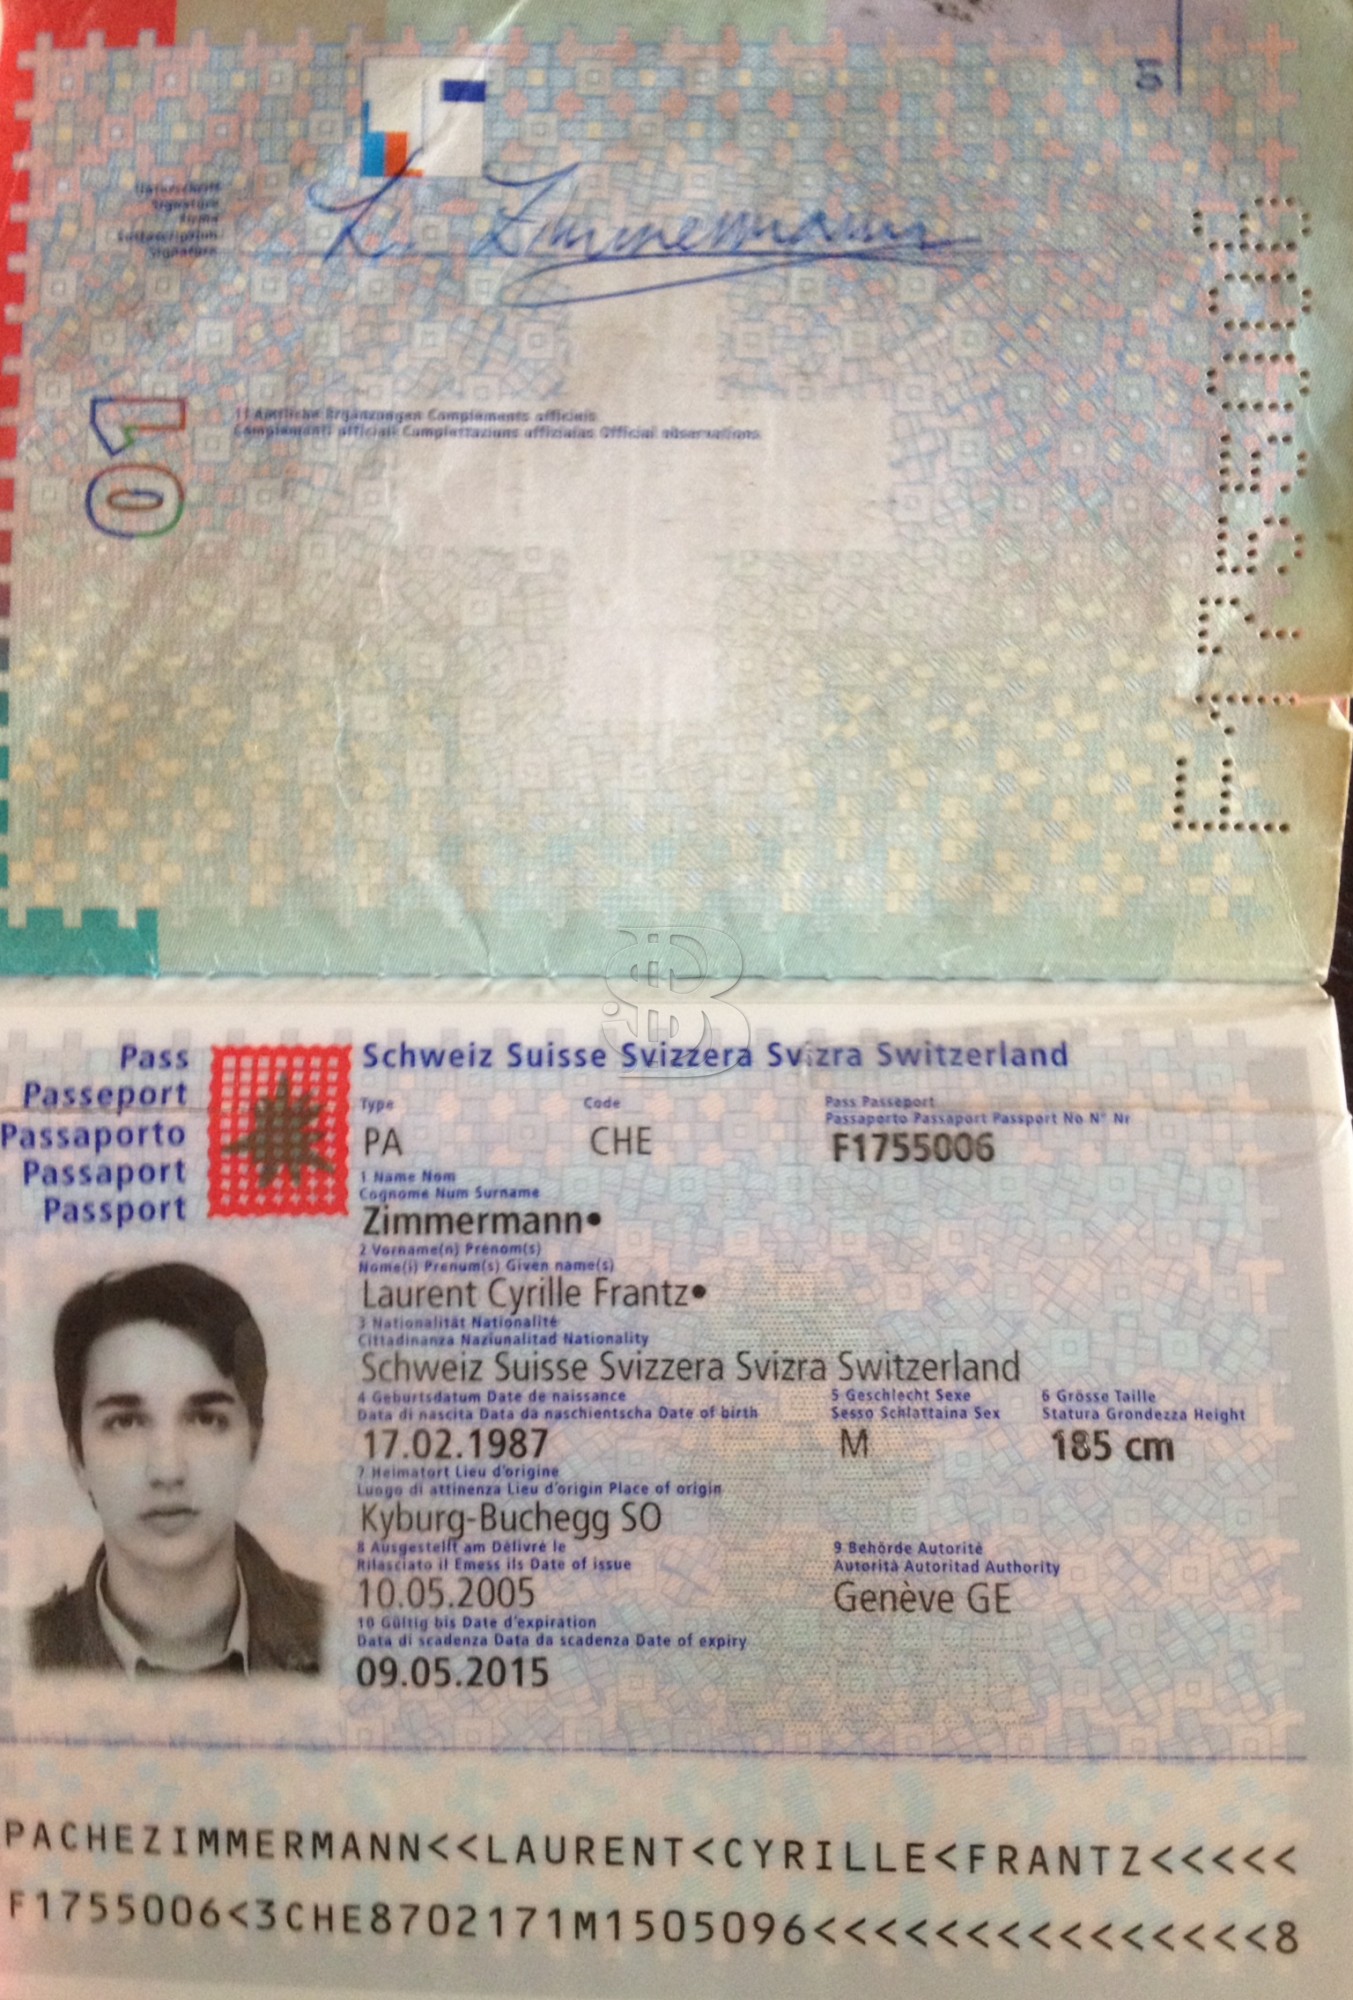 Unterschrift
Signature
Firma
Suttascripziun
Signature
L. Zimmermann
01
11 Amtliche Ergänzungen Complements officiels
Complementi ufficiali Complettaziuns uffizialas Official observations
F1755006
Pass
Passeport
Passaporto
Passaport
Passport
Schweiz Suisse Svizzera Svizra Switzerland
Type
Code
Pass Passeport
Passaporto Passaport Passport No N° Nr
PA
CHE
F1755006
1 Name Nom
Cognome Num Surname
Zimmermann•
2 Vorname(n) Prénom(s)
Nome(i) Prenum(s) Given name(s)
Laurent Cyrille Frantz•
3 Nationalität Nationalité
Cittadinanza Naziunalitad Nationality
Schweiz Suisse Svizzera Svizra Switzerland
4 Geburtsdatum Date de naissance
Data di nascita Data da naschientscha Date of birth
5 Geschlecht Sexe
Sesso Schlattaina Sex
6 Grösse Taille
Statura Grondezza Height
17.02.1987
M
185 cm
7 Heimatort Lieu d'origine
Luogo di attinenza Lieu d'origin Place of origin
Kyburg-Buchegg SO
8 Ausgestellt am Délivré le
Rilasciato il Emess ils Date of issue
9 Behörde Autorité
Autorità Autoritad Authority
10.05.2005
Genève GE
10 Gültig bis Date d'expiration
Data di scadenza Data da scadenza Date of expiry
09.05.2015
PACHEZIMMERMANN<<LAURENT<CYRILLE<FRANTZ<<<<<
F1755006<3CHE8702171M1505096<<<<<<<<<<<<<<<8